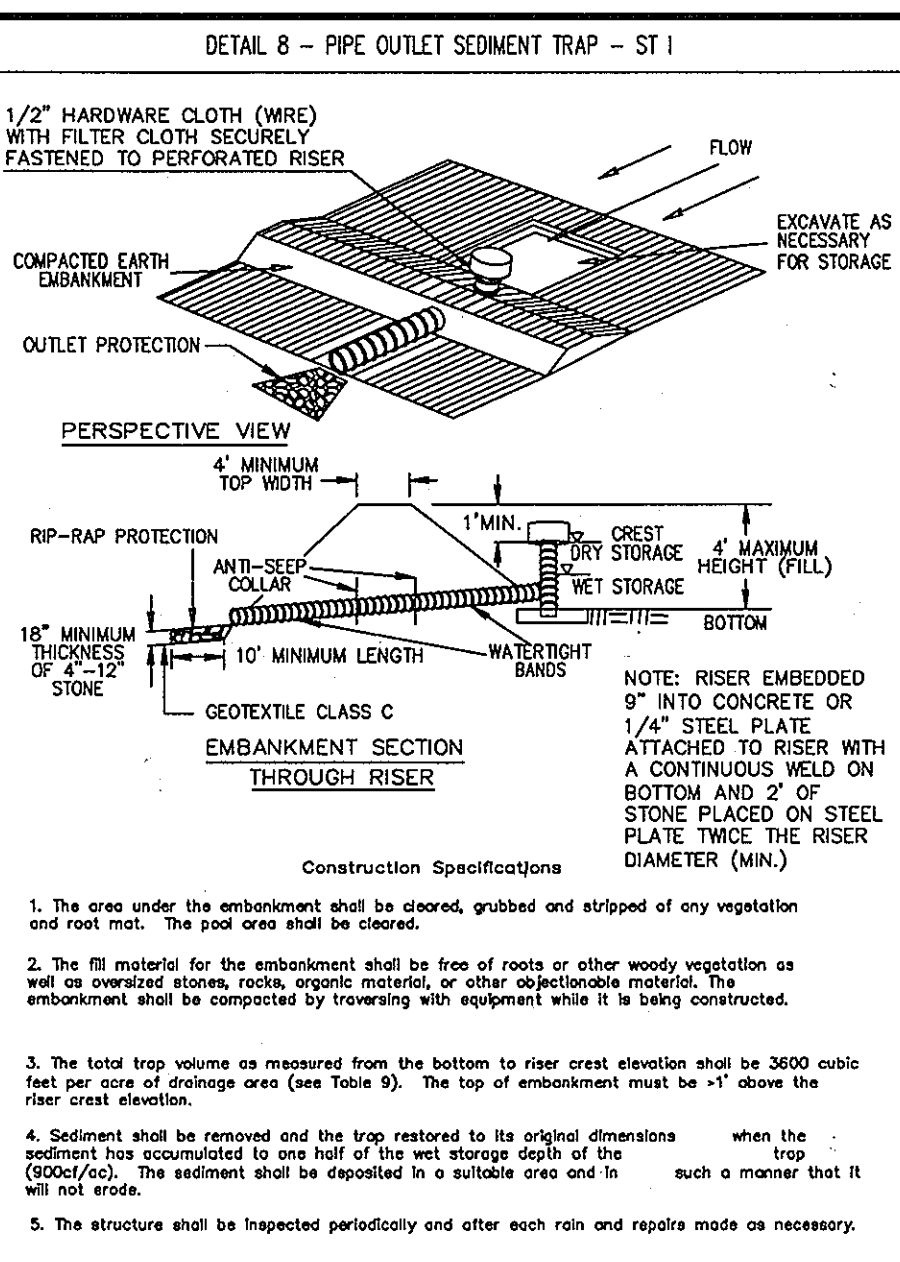 DETAIL 8 - PIPE OUTLET SEDIMENT TRAP - ST I
1/2" HARDWARE CLOTH (WIRE)
WITH FILTER CLOTH SECURELY
FASTENED TO PERFORATED RISER
FLOW
EXCAVATE AS
NECESSARY
FOR STORAGE
COMPACTED EARTH
EMBANKMENT
OUTLET PROTECTION
PERSPECTIVE VIEW
4' MINIMUM
TOP WIDTH
1'MIN.
CREST
DRY STORAGE
WET STORAGE
4' MAXIMUM
HEIGHT (FILL)
BOTTOM
RIP-RAP PROTECTION
ANTI-SEEP
COLLAR
18" MINIMUM
THICKNESS
OF 4"-12"
STONE
10' MINIMUM LENGTH
WATERTIGHT
BANDS
GEOTEXTILE CLASS C
EMBANKMENT SECTION
THROUGH RISER
NOTE: RISER EMBEDDED
9" INTO CONCRETE OR
1/4" STEEL PLATE
ATTACHED TO RISER WITH
A CONTINUOUS WELD ON
BOTTOM AND 2' OF
STONE PLACED ON STEEL
PLATE TWICE THE RISER
DIAMETER (MIN.)
Construction Specifications
1. The area under the embankment shall be cleared, grubbed and stripped of any vegetation
and root mat. The pool area shall be cleared.
2. The fill material for the embankment shall be free of roots or other woody vegetation as
well as oversized stones, rocks, organic material, or other objectionable material. The
embankment shall be compacted by traversing with equipment while it is being constructed.
3. The total trap volume as measured from the bottom to riser crest elevation shall be 3600 cubic
feet per acre of drainage area (see Table 9). The top of embankment must be >1' above the
riser crest elevation.
4. Sediment shall be removed and the trap restored to its original dimensions when the
sediment has accumulated to one half of the wet storage depth of the trap
(900cf/ac). The sediment shall be deposited in a suitable area and in such a manner that it
will not erode.
5. The structure shall be inspected periodically and after each rain and repairs made as necessary.